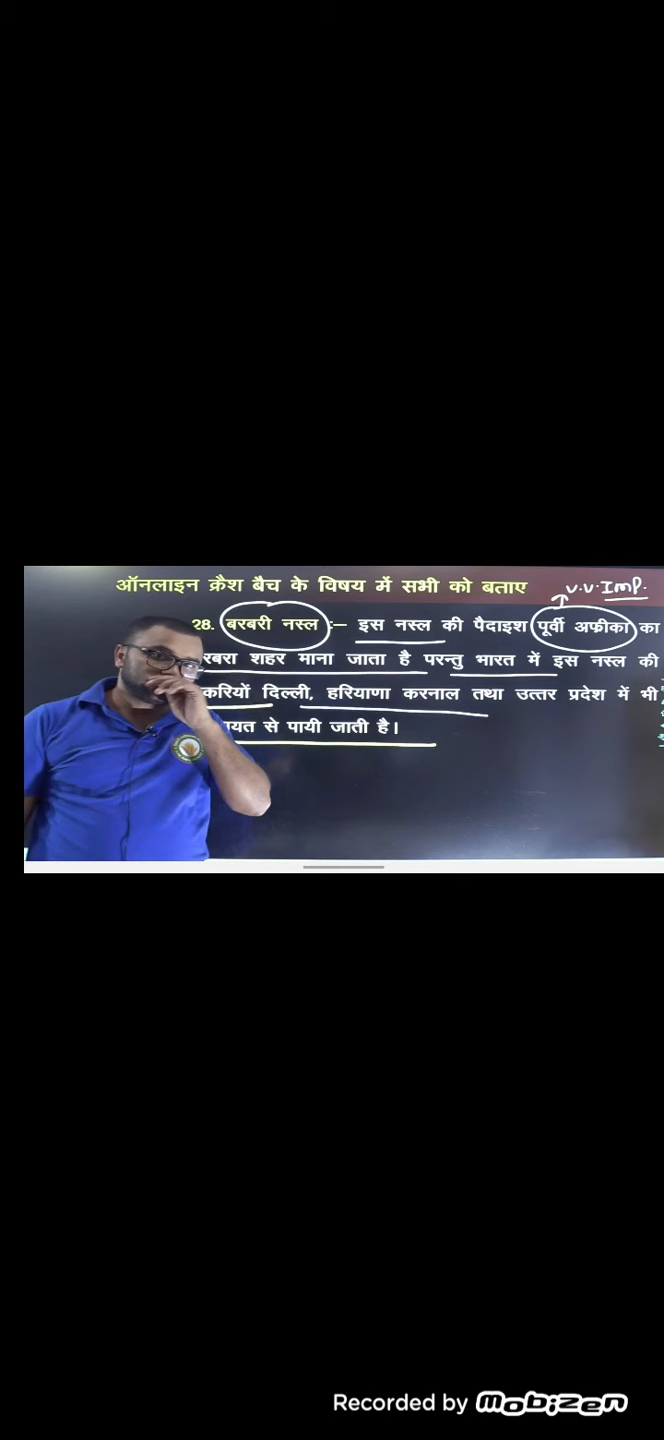 ऑनलाइन क्रैश बैच के विषय में सभी को बताए
v.v.Imp.
28. बरबरी नस्ल :– इस नस्ल की पैदाइश पूर्वी अफ्रीका का
रबरा शहर माना जाता है परन्तु भारत में इस नस्ल की
करियों दिल्ली, हरियाणा करनाल तथा उत्तर प्रदेश में भी
ायत से पायी जाती है।
Recorded by Mobizen